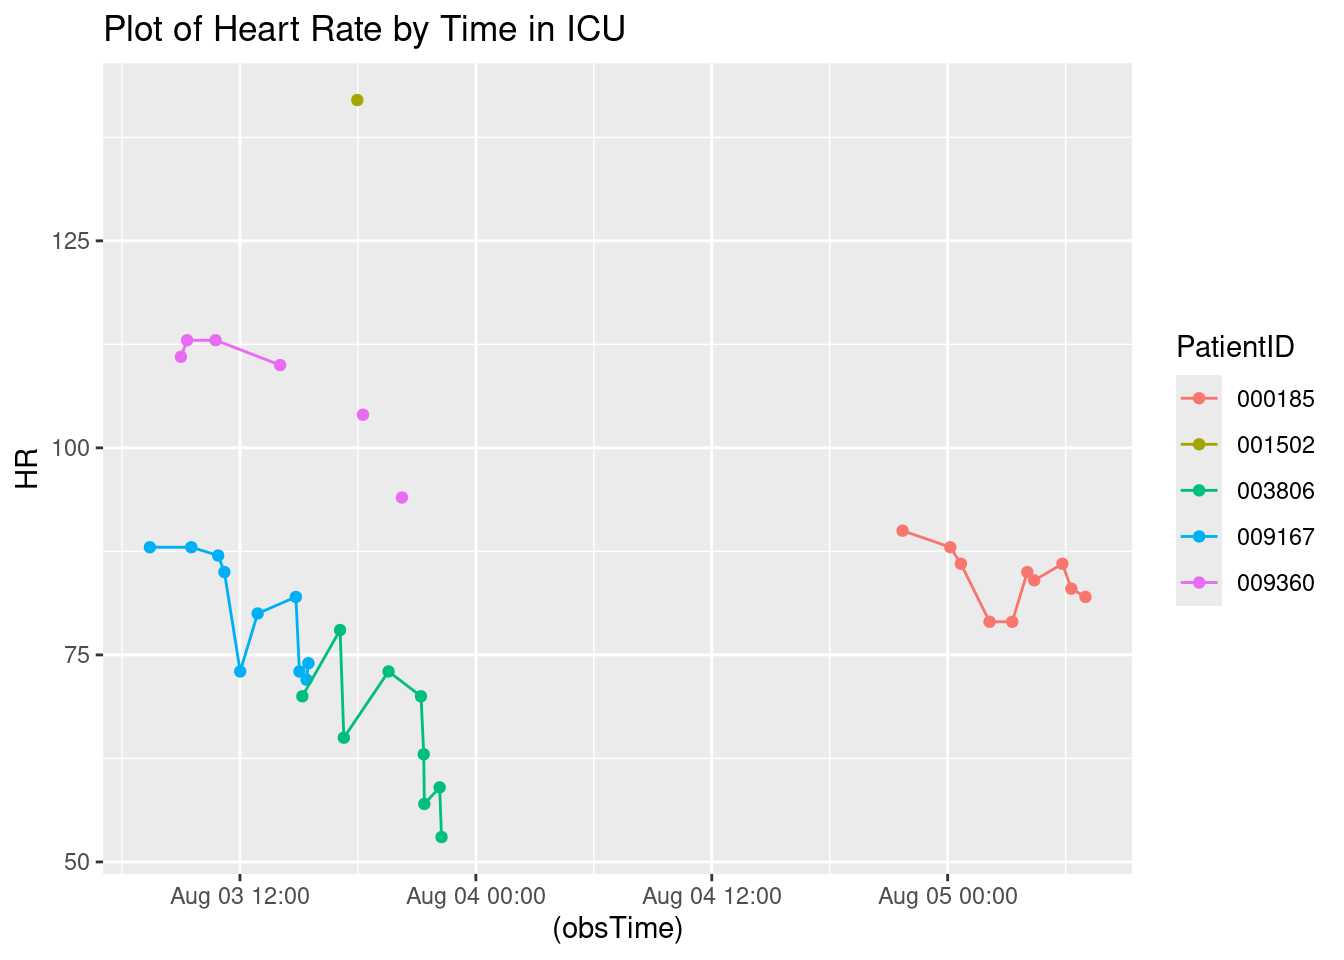 Plot of Heart Rate by Time in ICU
HR
125
100
75
50
Aug 03 12:00
Aug 04 00:00
Aug 04 12:00
Aug 05 00:00
(obsTime)
PatientID
000185
001502
003806
009167
009360